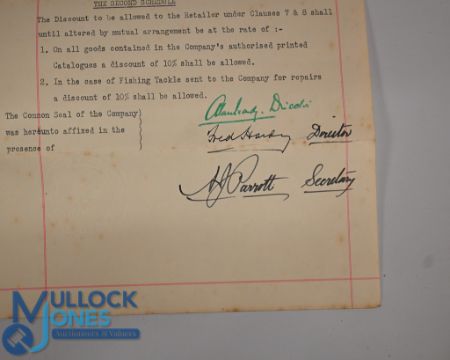 THE SECOND SCHEDULE
The Discount to be allowed to the Retailer under Clauses 7 & 8 shall
until altered by mutual arrangement be at the rate of :-
1. On all goods contained in the Company's authorised printed
Catalogues a discount of 10% shall be allowed.
2. In the case of Fishing Tackle sent to the Company for repairs
a discount of 10% shall be allowed.
The Common Seal of the Company
was hereunto affixed in the
presence of
Fred Hardy Director
Parrott Secretary
MULLOCK
JONES
Auctioneers & Valuers